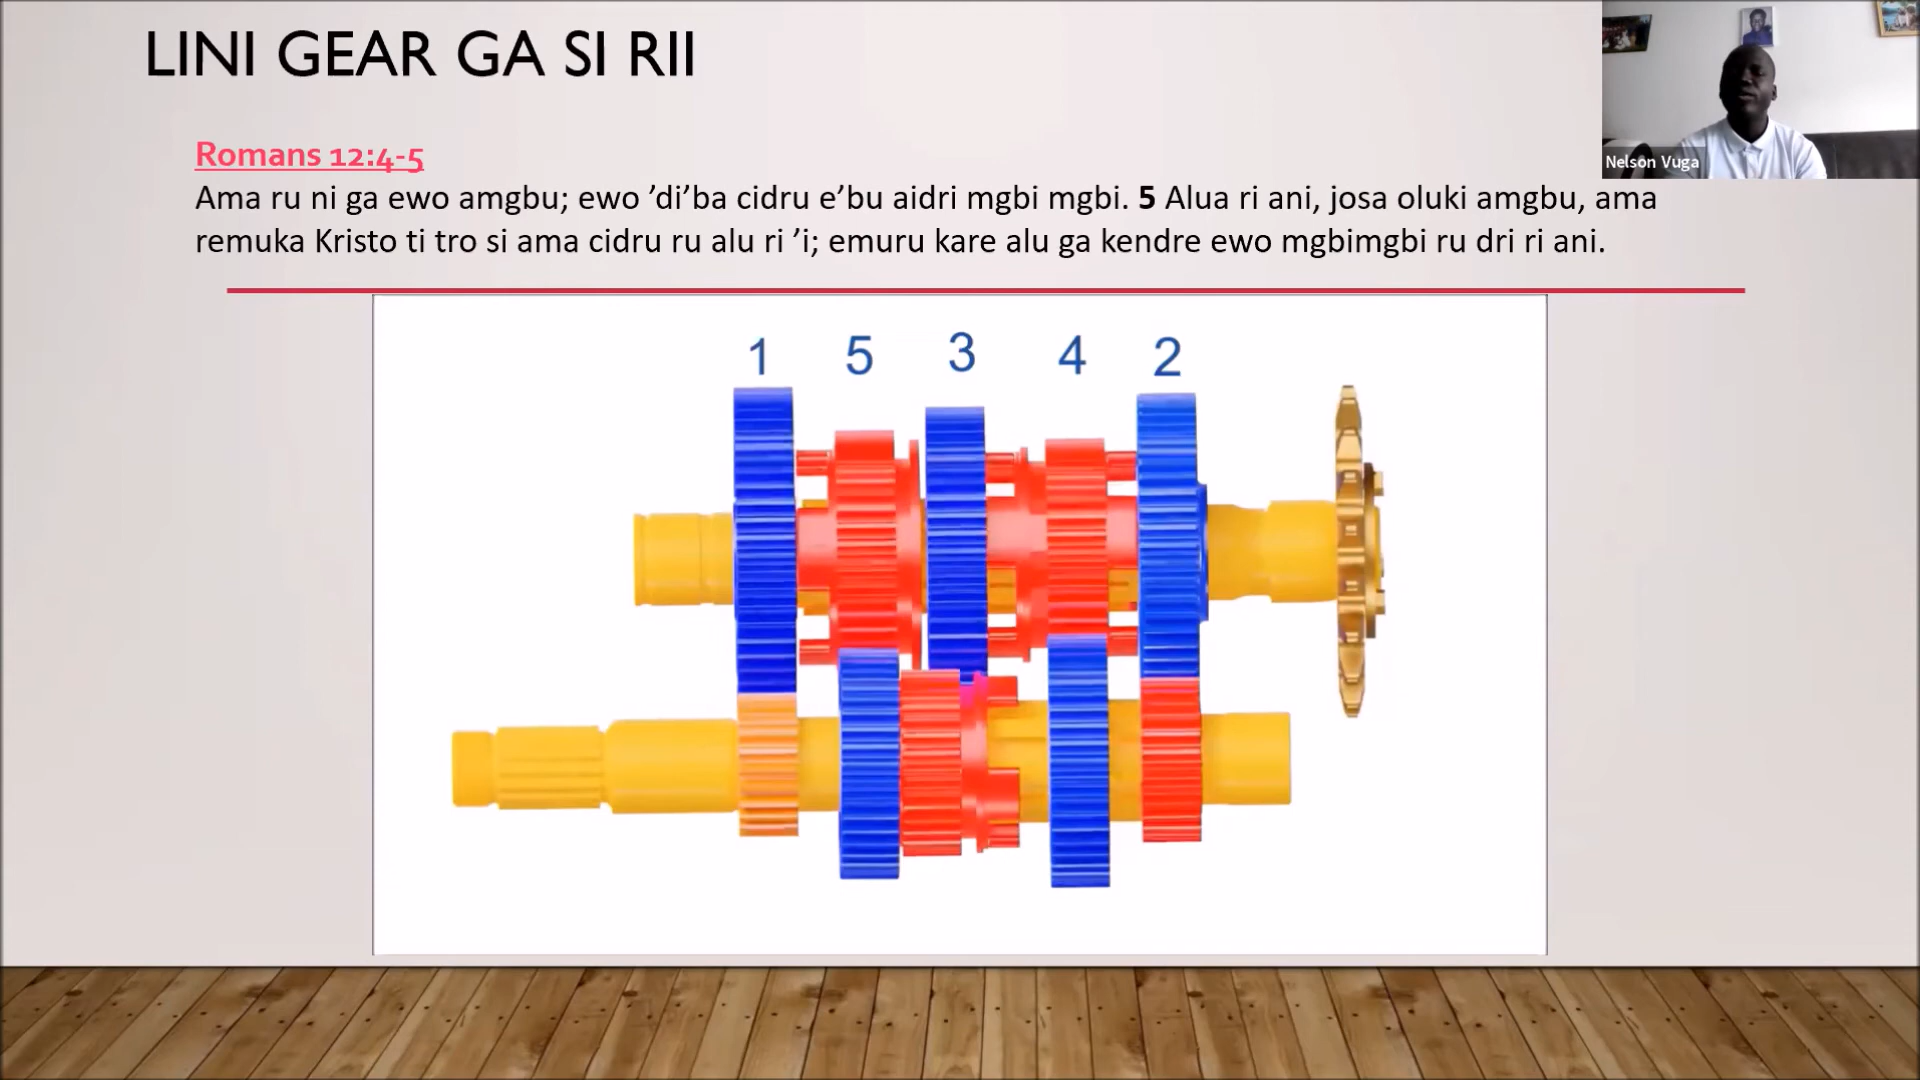 LINI GEAR GA SI RII
Romans 12:4-5
Ama ru ni ga ewo amgbu; ewo ’di’ba cidru e’bu aidri mgbi mgbi. 5 Alua ri ani, josa oluki amgbu, ama
remuka Kristo ti tro si ama cidru ru alu ri ’i; emuru kare alu ga kendre ewo mgbimgbi ru dri ri ani.
Nelson Vuga
1 5 3 4 2